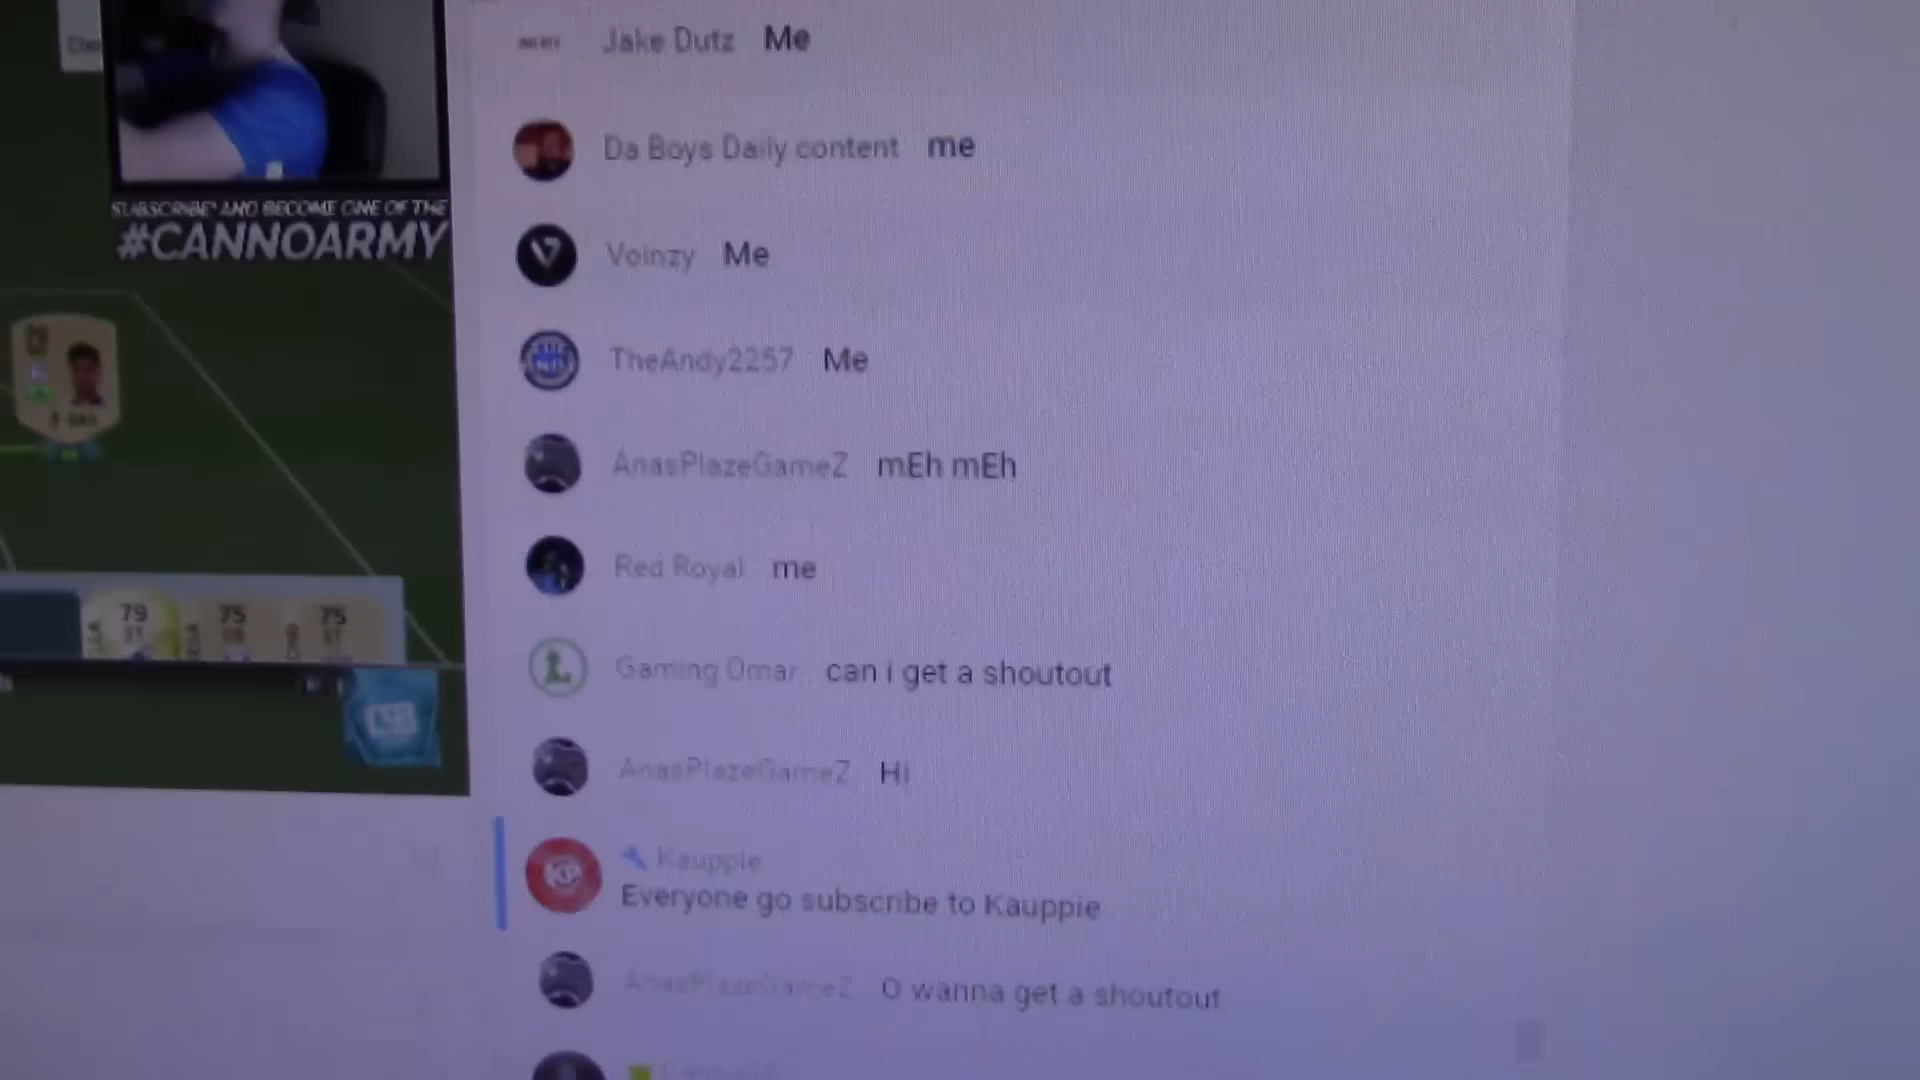 Jake Dutz Me
Da Boys Daily content me
SUBSCRIBE* AND BECOME ONE OF THE
#CANNOARMY
Voinzy Me
TheAndy2257 Me
AnasPlazeGameZ mEh mEh
Red Royal me
79 75 75
Gaming Omar can i get a shoutout
AnasPlazeGameZ Hi
Kauppie
Everyone go subscribe to Kauppie
AnasPlazeGameZ O wanna get a shoutout